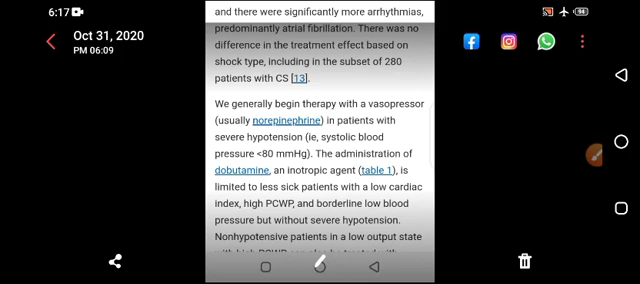 6:17
94
Oct 31, 2020
PM 06:09
and there were significantly more arrhythmias,
predominantly atrial fibrillation. There was no
difference in the treatment effect based on
shock type, including in the subset of 280
patients with CS [13].
We generally begin therapy with a vasopressor
(usually norepinephrine) in patients with
severe hypotension (ie, systolic blood
pressure <80 mmHg). The administration of
dobutamine, an inotropic agent (table 1), is
limited to less sick patients with a low cardiac
index, high PCWP, and borderline low blood
pressure but without severe hypotension.
Nonhypotensive patients in a low output state